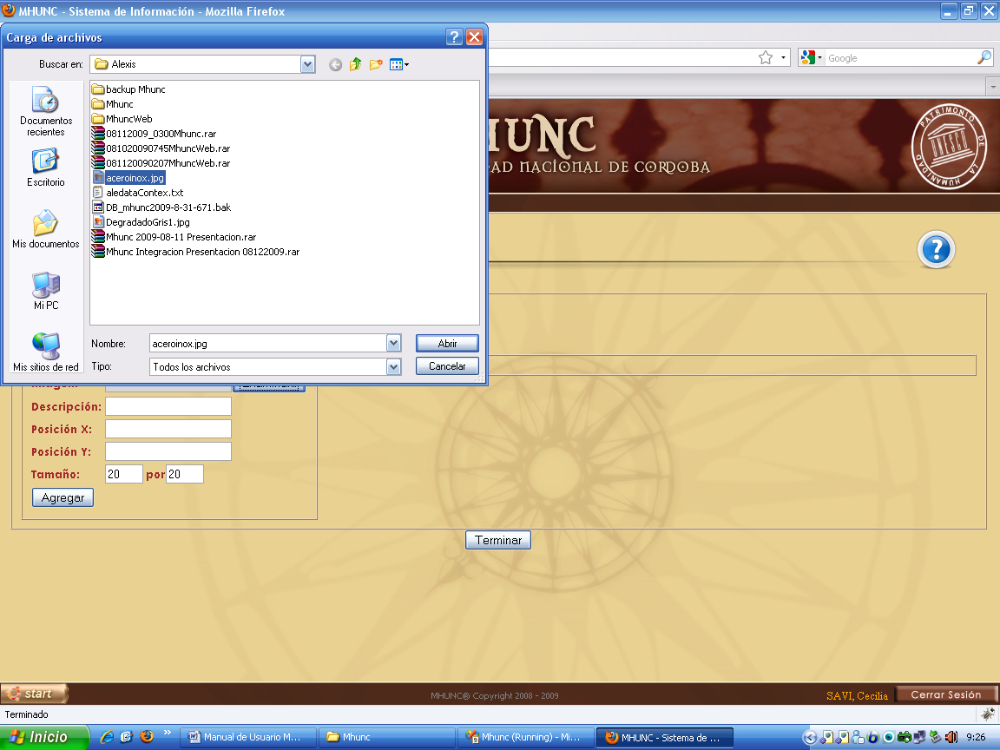 MHUNC - Sistema de Información - Mozilla Firefox
Carga de archivos
Buscar en: Alexis
Google
Documentos recientes
Escritorio
Mis documentos
Mi PC
Mis sitios de red
backup Mhunc
Mhunc
MhuncWeb
08112009_0300Mhunc.rar
081020090745MhuncWeb.rar
081120090207MhuncWeb.rar
aceroinox.jpg
aledataContex.txt
DB_mhunc2009-8-31-671.bak
DegradadoGris1.jpg
Mhunc 2009-08-11 Presentacion.rar
Mhunc Integracion Presentacion 08122009.rar
Nombre: aceroinox.jpg Abrir
Tipo: Todos los archivos Cancelar
HUNC
DAD NACIONAL DE CORDOBA
PATRIMONIO DE LA HUMANIDAD
UNESCO
?
Descripción:
Posición X:
Posición Y:
Tamaño: 20 por 20
Agregar
Terminar
start
MHUNC® Copyright 2008 - 2009
SAVI, Cecilia
Cerrar Sesión
Terminado
Inicio
Manual de Usuario M...
Mhunc
Mhunc (Running) - Mi...
MHUNC - Sistema de ...
9:26